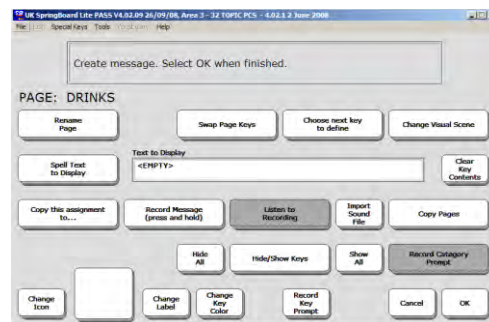 UK SpringBoard Lite PASS V4.02.09 26/09/08, Area 3 - 32 TOPIC PCS - 4.02.1 2 June 2008
File Special Keys Tools Help
Create message. Select OK when finished.
PAGE: DRINKS
Rename
Page
Swap Page Keys
Choose next key
to define
Change Visual Scene
Spell Text
to Display
Text to Display
<EMPTY>
Clear
Key
Contents
Copy this assignment
to...
Record Message
(press and hold)
Listen to
Recording
Import
Sound
File
Copy Pages
Hide
All
Hide/Show Keys
Show
All
Record Catagory
Prompt
Change
Icon
Change
Label
Change
Key
Color
Record
Key
Prompt
Cancel
OK